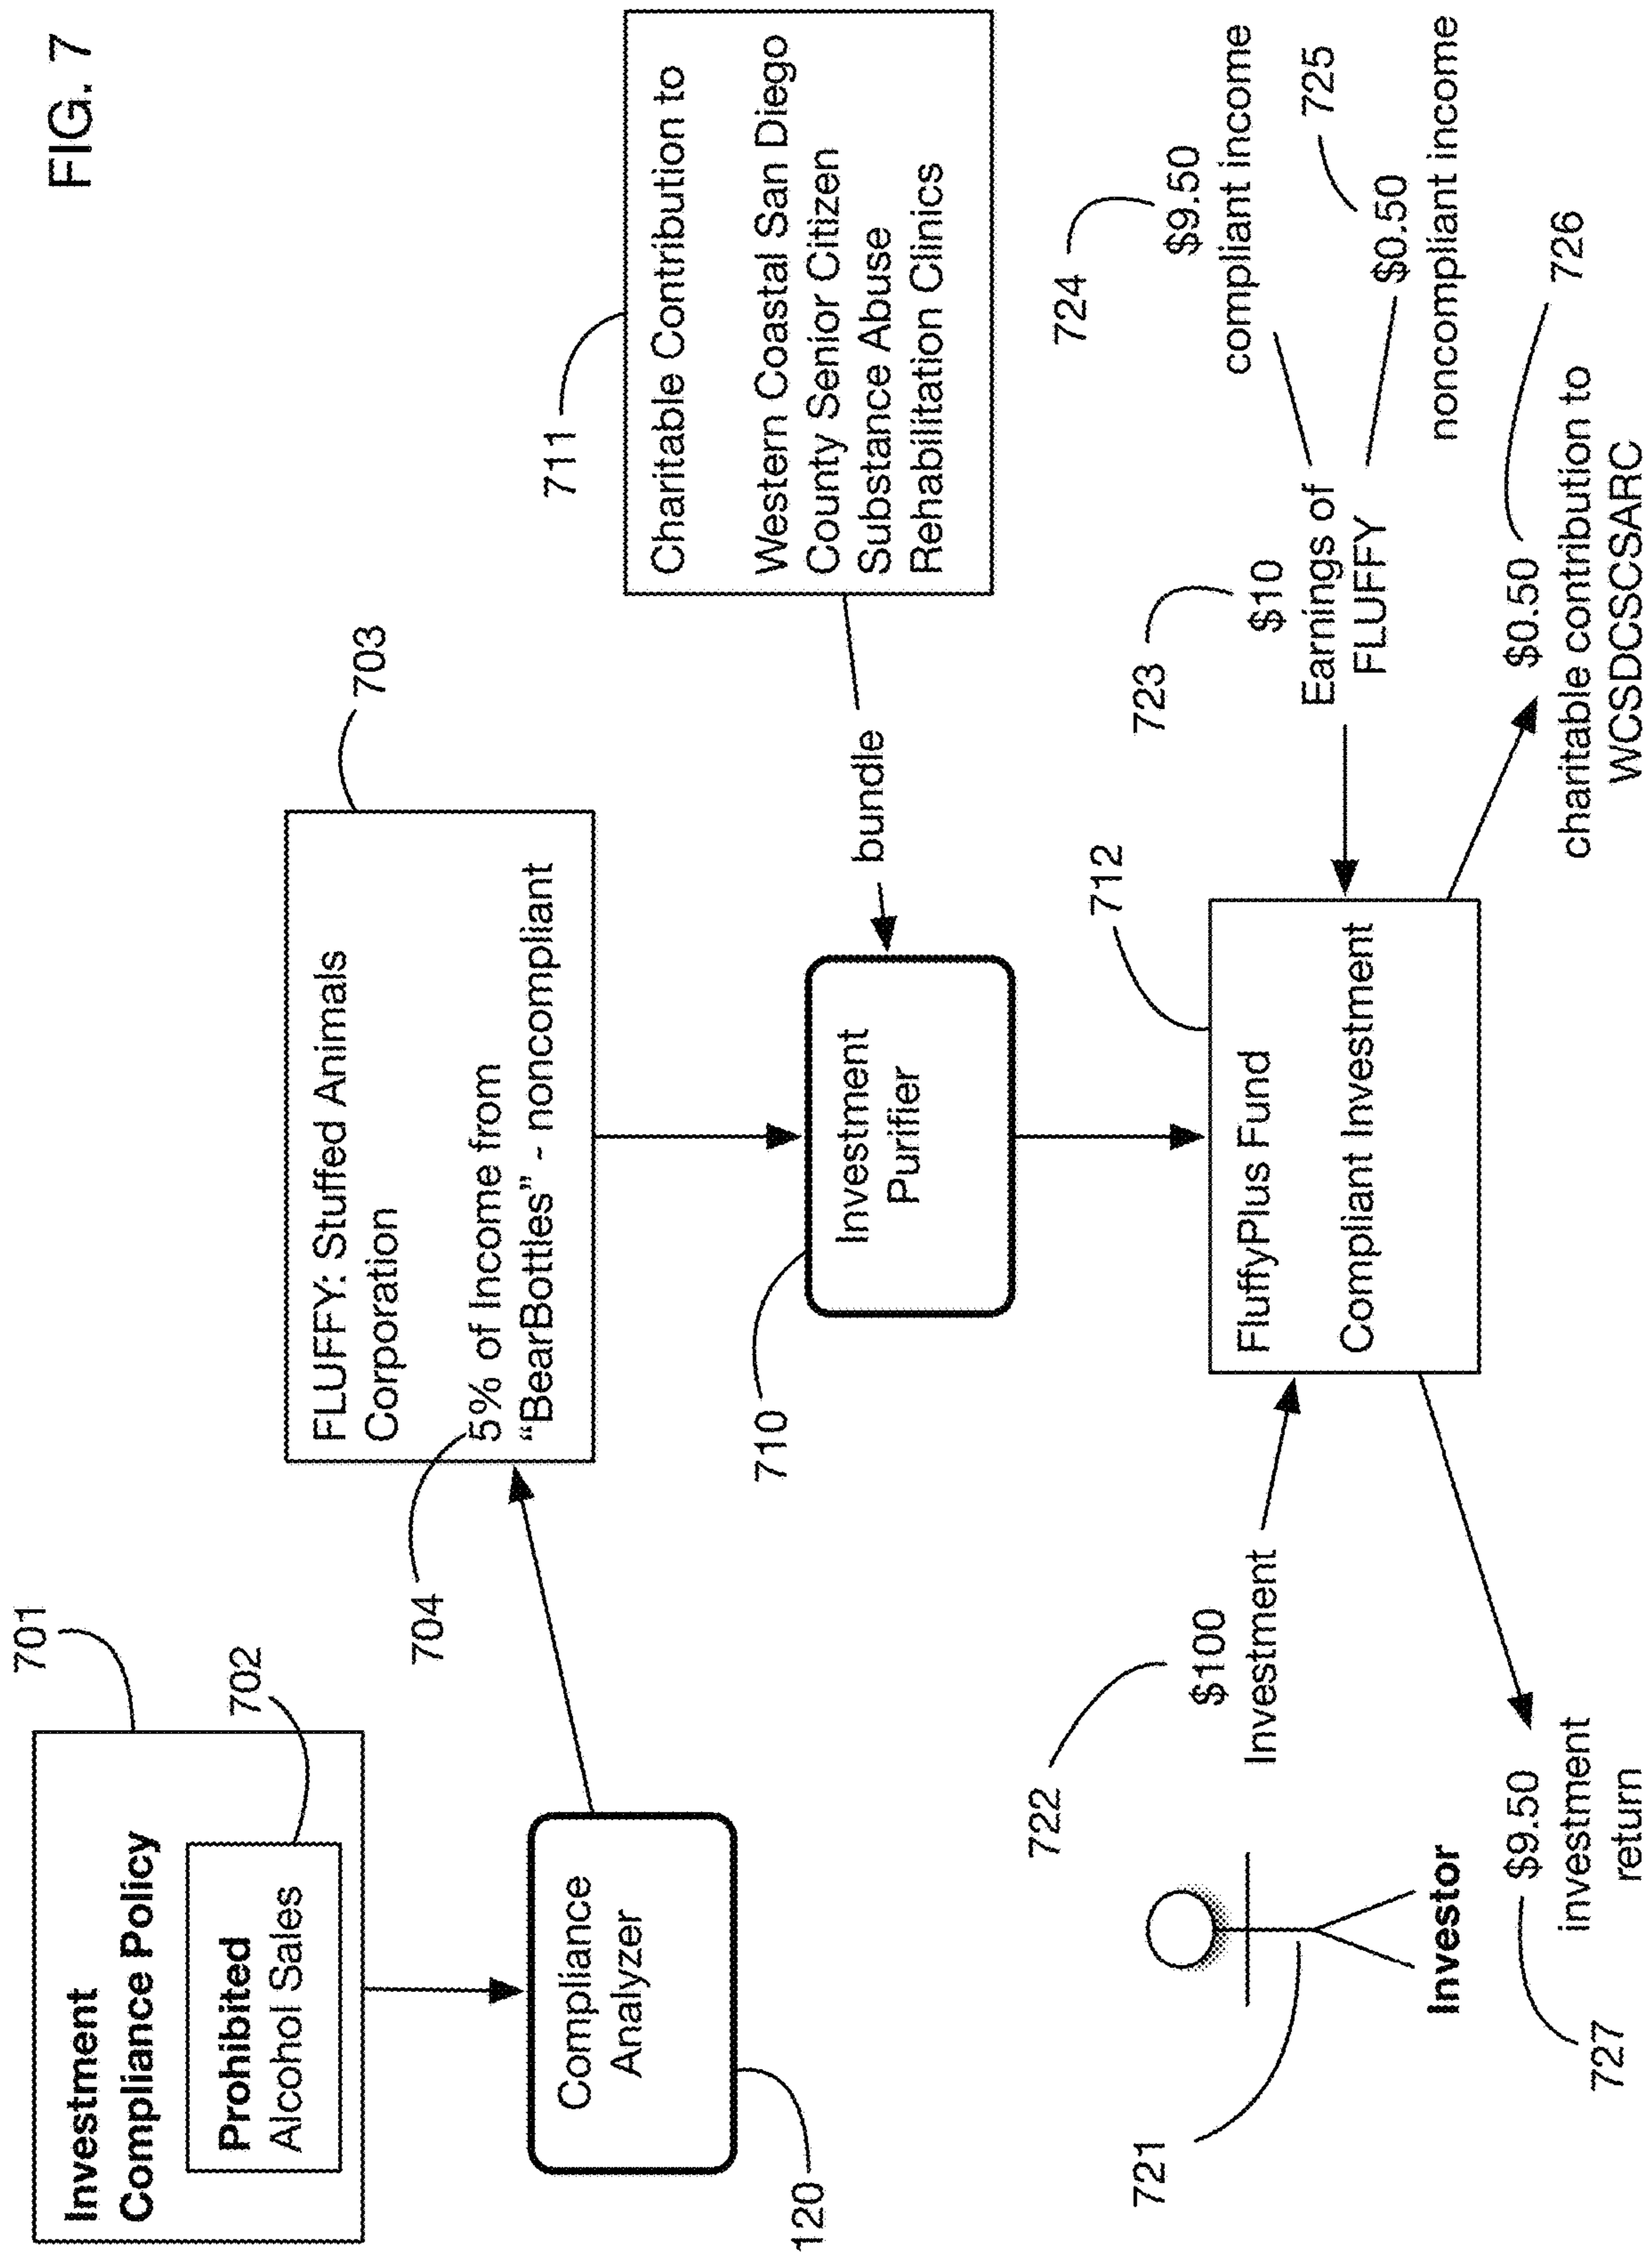 FIG. 7
701
Investment
Compliance Policy
702
Prohibited
Alcohol Sales
Compliance
Analyzer
120
703
FLUFFY: Stuffed Animals
Corporation
704
5% of Income from
“BearBottles” - noncompliant
710
Investment
Purifier
bundle
711
Charitable Contribution to
Western Coastal San Diego
County Senior Citizen
Substance Abuse
Rehabilitation Clinics
712
FluffyPlus Fund
Compliant Investment
721
Investor
722
$100
Investment
723
$10
Earnings of
FLUFFY
724
$9.50
compliant income
725
$0.50
noncompliant income
726
$0.50
charitable contribution to
WCSDCSCSARC
727
$9.50
investment
return